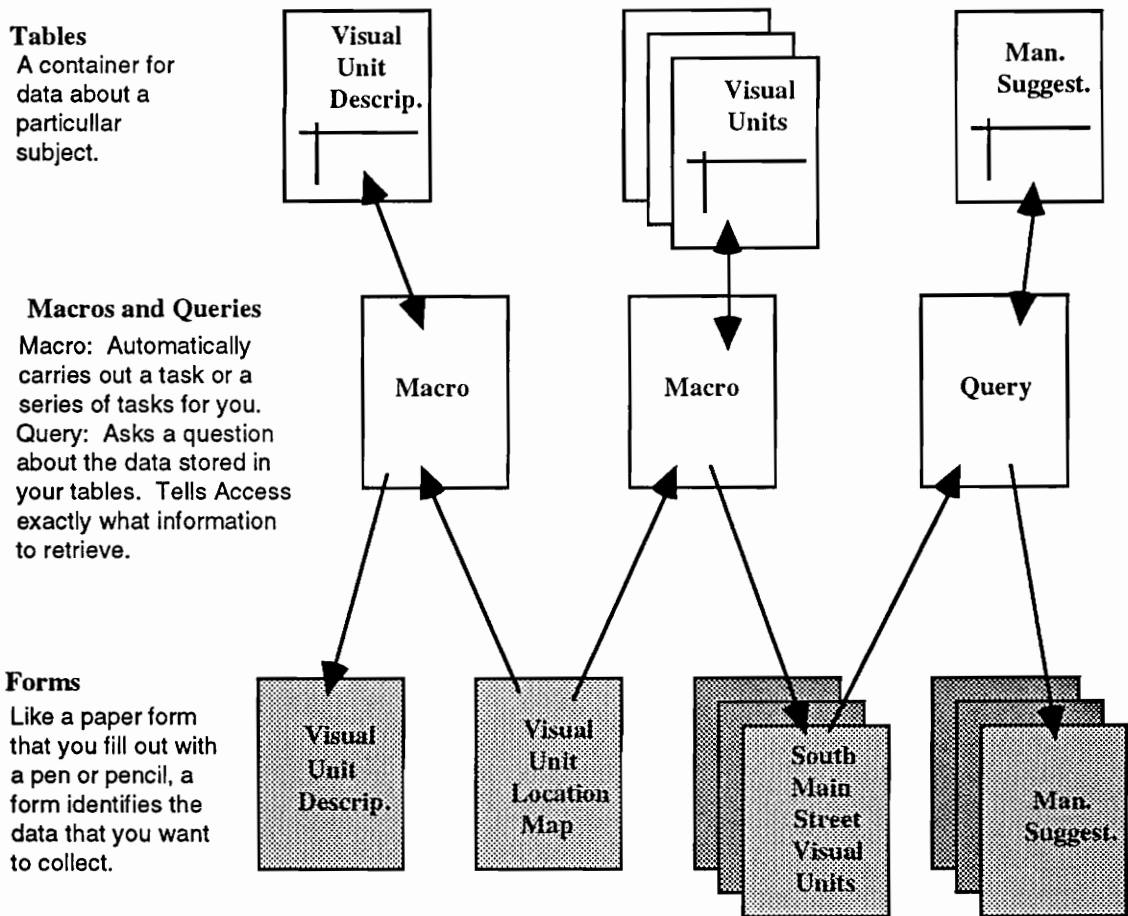 Tables
A container for
data about a
particullar
subject.
Visual
Unit
Descrip.
Visual
Units
Man.
Suggest.
Macros and Queries
Macro:  Automatically
carries out a task or a
series of tasks for you.
Query:  Asks a question
about the data stored in
your tables.  Tells Access
exactly what information
to retrieve.
Macro
Macro
Query
Forms
Like a paper form
that you fill out with
a pen or pencil, a
form identifies the
data that you want
to collect.
Visual
Unit
Descrip.
Visual
Unit
Location
Map
South
Main
Street
Visual
Units
Man.
Suggest.